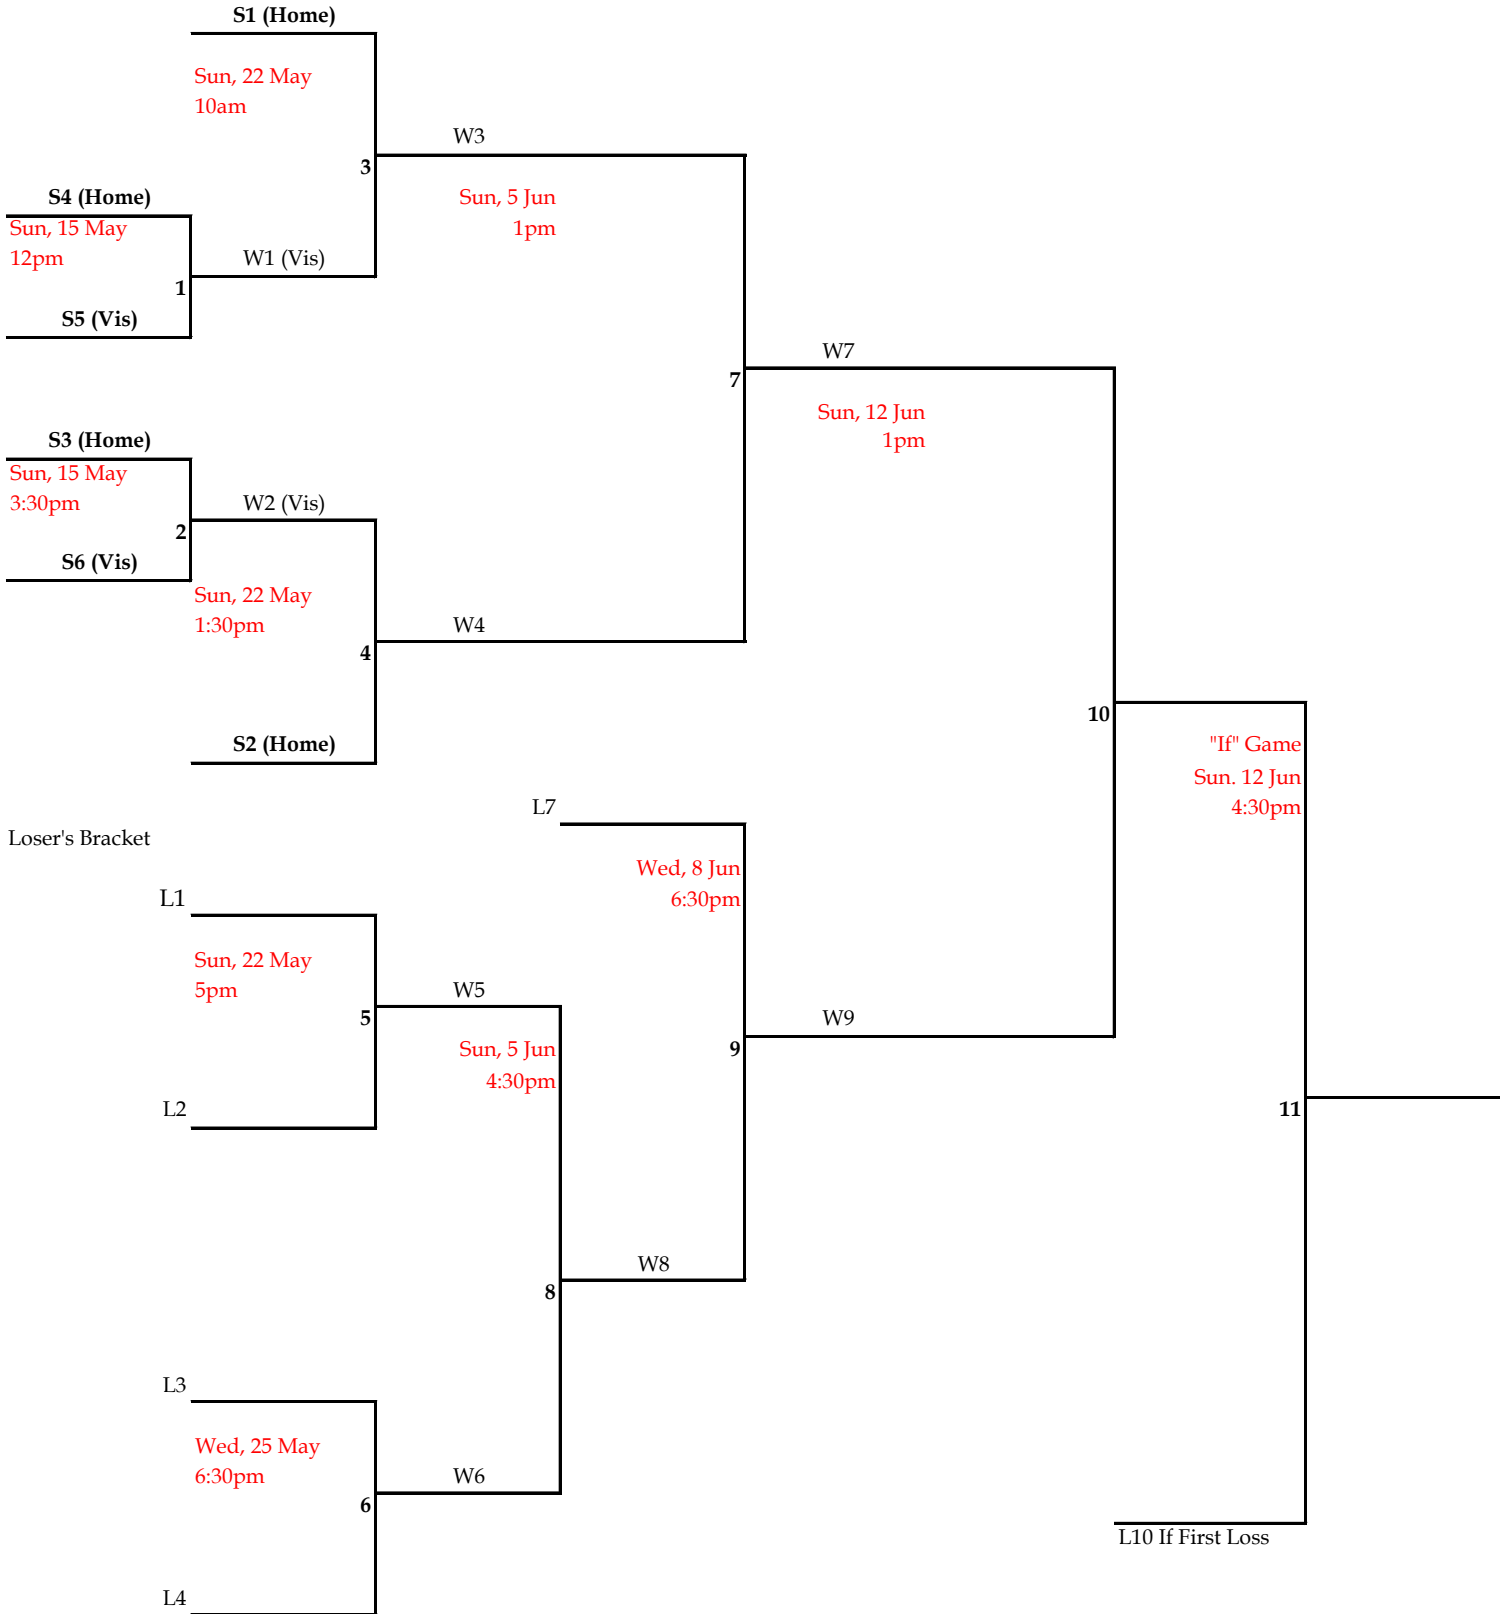 S1 (Home)
Sun, 22 May
10am
W3
3
S4 (Home)
Sun, 5 Jun
1pm
Sun, 15 May
12pm
W1 (Vis)
1
S5 (Vis)
W7
7
Sun, 12 Jun
1pm
S3 (Home)
Sun, 15 May
3:30pm
W2 (Vis)
2
S6 (Vis)
Sun, 22 May
1:30pm
W4
4
10
S2 (Home)
"If" Game
Sun. 12 Jun
4:30pm
L7
Loser's Bracket
Wed, 8 Jun
6:30pm
L1
Sun, 22 May
5pm
W5
5
W9
Sun, 5 Jun
4:30pm
9
L2
11
W8
8
L3
Wed, 25 May
6:30pm
W6
6
L10 If First Loss
L4